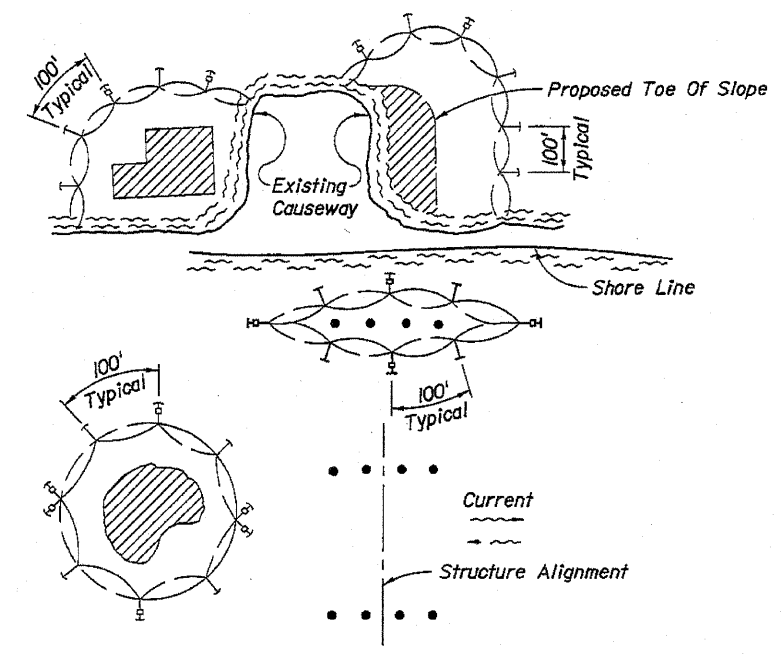 100'
Typical
Proposed Toe Of Slope
100'
Typical
Existing
Causeway
Shore Line
100'
Typical
100'
Typical
Current
Structure Alignment